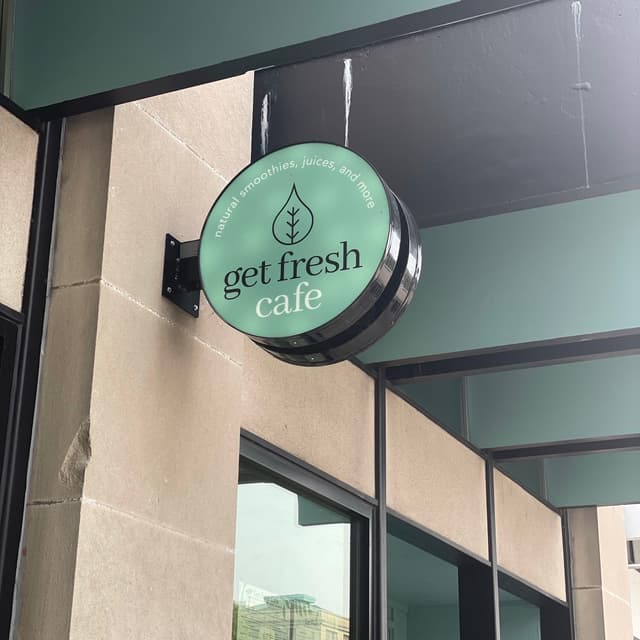 natural smoothies, juices, and more
get fresh
cafe